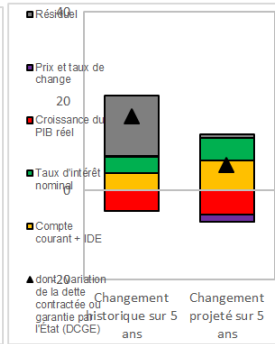 40
20
0
-20
Résiduel
Prix et taux de
change
Croissance du
PIB réel
Taux d'intérêt
nominal
Compte
courant + IDE
dont variation
de la dette
contractée ou
garantie par
l'État (DCGE)
Changement
historique sur 5
ans
Changement
projeté sur 5
ans